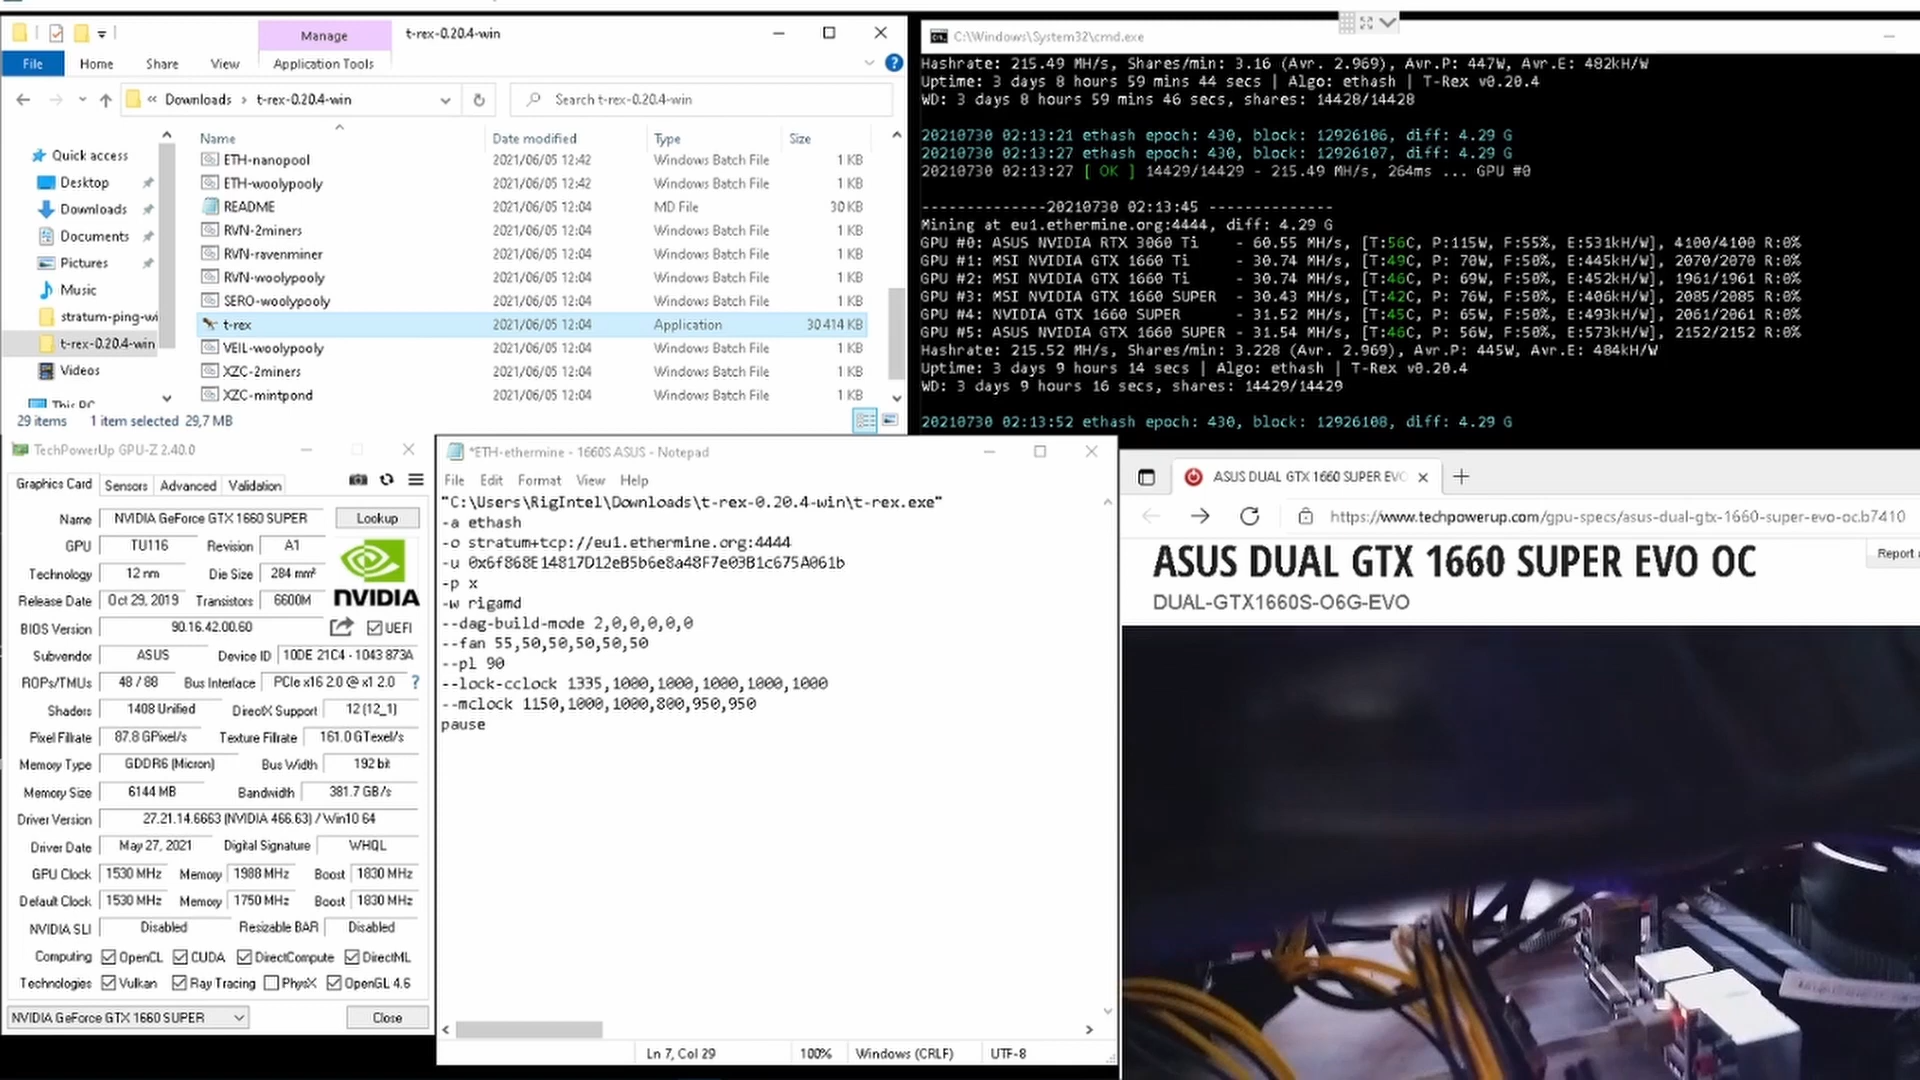 Manage
t-rex-0.20.4-win
File Home Share View Application Tools
« Downloads › t-rex-0.20.4-win
Search t-rex-0.20.4-win
Quick access
Desktop
Downloads
Documents
Pictures
Music
stratum-ping-wi
t-rex-0.20.4-win
Videos
This PC
Name Date modified Type Size
ETH-nanopool 2021/06/05 12:42 Windows Batch File 1 KB
ETH-woolypooly 2021/06/05 12:42 Windows Batch File 1 KB
README 2021/06/05 12:04 MD File 30 KB
RVN-2miners 2021/06/05 12:04 Windows Batch File 1 KB
RVN-ravenminer 2021/06/05 12:04 Windows Batch File 1 KB
RVN-woolypooly 2021/06/05 12:04 Windows Batch File 1 KB
SERO-woolypooly 2021/06/05 12:04 Windows Batch File 1 KB
t-rex 2021/06/05 12:04 Application 30 414 KB
VEIL-woolypooly 2021/06/05 12:04 Windows Batch File 1 KB
XZC-2miners 2021/06/05 12:04 Windows Batch File 1 KB
XZC-mintpond 2021/06/05 12:04 Windows Batch File 1 KB
29 items 1 item selected 29,7 MB
C:\Windows\System32\cmd.exe
Hashrate: 215.49 MH/s, Shares/min: 3.16 (Avr. 2.969), Avr.P: 447W, Avr.E: 482kH/W
Uptime: 3 days 8 hours 59 mins 44 secs | Algo: ethash | T-Rex v0.20.4
WD: 3 days 8 hours 59 mins 46 secs, shares: 14428/14428
20210730 02:13:21 ethash epoch: 430, block: 12926106, diff: 4.29 G
20210730 02:13:27 ethash epoch: 430, block: 12926107, diff: 4.29 G
20210730 02:13:27 [ OK ] 14429/14429 - 215.49 MH/s, 264ms ... GPU #0
--------------20210730 02:13:45 --------------
Mining at eu1.ethermine.org:4444, diff: 4.29 G
GPU #0: ASUS NVIDIA RTX 3060 Ti - 60.55 MH/s, [T:56C, P:115W, F:55%, E:531kH/W], 4100/4100 R:0%
GPU #1: MSI NVIDIA GTX 1660 Ti - 30.74 MH/s, [T:49C, P: 70W, F:50%, E:445kH/W], 2070/2070 R:0%
GPU #2: MSI NVIDIA GTX 1660 Ti - 30.74 MH/s, [T:46C, P: 69W, F:50%, E:452kH/W], 1961/1961 R:0%
GPU #3: MSI NVIDIA GTX 1660 SUPER - 30.43 MH/s, [T:42C, P: 76W, F:50%, E:406kH/W], 2085/2085 R:0%
GPU #4: NVIDIA GTX 1660 SUPER - 31.52 MH/s, [T:45C, P: 65W, F:50%, E:493kH/W], 2061/2061 R:0%
GPU #5: ASUS NVIDIA GTX 1660 SUPER - 31.54 MH/s, [T:46C, P: 56W, F:50%, E:573kH/W], 2152/2152 R:0%
Hashrate: 215.52 MH/s, Shares/min: 3.228 (Avr. 2.969), Avr.P: 445W, Avr.E: 484kH/W
Uptime: 3 days 9 hours 14 secs | Algo: ethash | T-Rex v0.20.4
WD: 3 days 9 hours 16 secs, shares: 14429/14429
20210730 02:13:52 ethash epoch: 430, block: 12926108, diff: 4.29 G
TechPowerUp GPU-Z 2.40.0
Graphics Card Sensors Advanced Validation
Name NVIDIA GeForce GTX 1660 SUPER Lookup
GPU TU116 Revision A1
Technology 12 nm Die Size 284 mm²
Release Date Oct 29, 2019 Transistors 6600M
NVIDIA
BIOS Version 90.16.42.00.60 UEFI
Subvendor ASUS Device ID 10DE 21C4 - 1043 873A
ROPs/TMUs 48 / 88 Bus Interface PCIe x16 2.0 @ x1 2.0 ?
Shaders 1408 Unified DirectX Support 12 (12_1)
Pixel Fillrate 87.8 GPixel/s Texture Fillrate 161.0 GTexel/s
Memory Type GDDR6 (Micron) Bus Width 192 bit
Memory Size 6144 MB Bandwidth 381.7 GB/s
Driver Version 27.21.14.6663 (NVIDIA 466.63) / Win10 64
Driver Date May 27, 2021 Digital Signature WHQL
GPU Clock 1530 MHz Memory 1988 MHz Boost 1830 MHz
Default Clock 1530 MHz Memory 1750 MHz Boost 1830 MHz
NVIDIA SLI Disabled Resizable BAR Disabled
Computing OpenCL CUDA DirectCompute DirectML
Technologies Vulkan Ray Tracing PhysX OpenGL 4.6
NVIDIA GeForce GTX 1660 SUPER Close
*ETH-ethermine - 1660S ASUS - Notepad
File Edit Format View Help
"C:\Users\RigIntel\Downloads\t-rex-0.20.4-win\t-rex.exe"
-a ethash
-o stratum+tcp://eu1.ethermine.org:4444
-u 0x6f868E14817D12eB5b6e8a48F7e03B1c675A061b
-p x
-w rigamd
--dag-build-mode 2,0,0,0,0,0
--fan 55,50,50,50,50,50
--pl 90
--lock-cclock 1335,1000,1000,1000,1000,1000
--mclock 1150,1000,1000,800,950,950
pause
Ln 7, Col 29 100% Windows (CRLF) UTF-8
ASUS DUAL GTX 1660 SUPER EVO
https://www.techpowerup.com/gpu-specs/asus-dual-gtx-1660-super-evo-oc.b7410
ASUS DUAL GTX 1660 SUPER EVO OC
Report
DUAL-GTX1660S-O6G-EVO